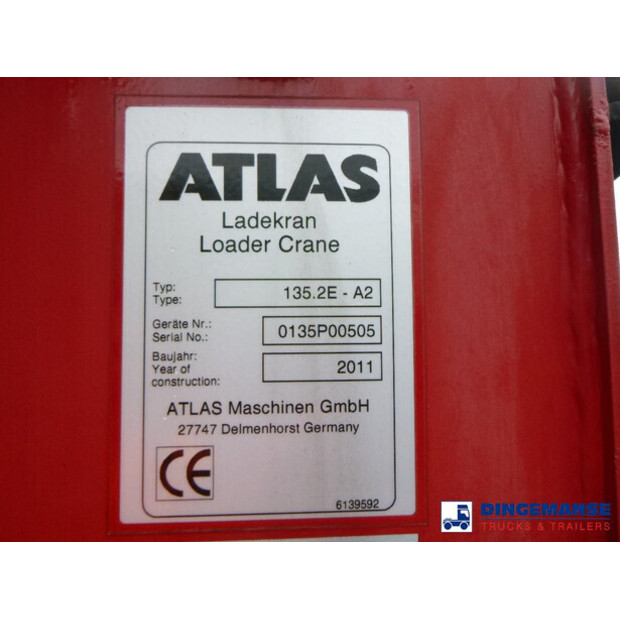 ATLAS
Ladekran
Loader Crane
Typ:
Type:
135.2E - A2
Geräte Nr.:
Serial No.:
0135P00505
Baujahr:
Year of
construction:
2011
ATLAS Maschinen GmbH
27747 Delmenhorst Germany
CE
6139592
DINGEMANSE
TRUCKS & TRAILERS